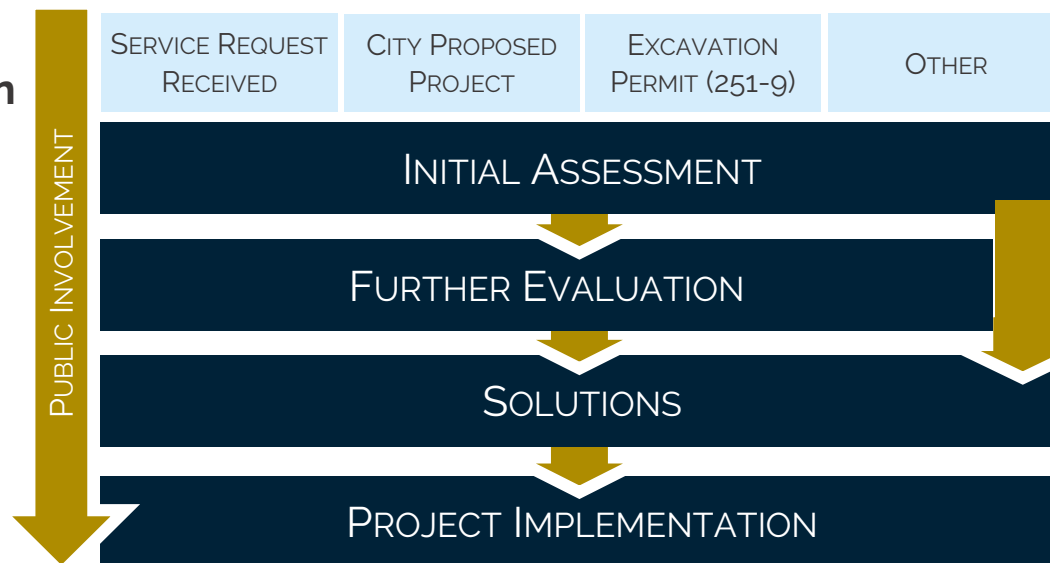 n
SERVICE REQUEST
RECEIVED
CITY PROPOSED
PROJECT
EXCAVATION
PERMIT (251-9)
OTHER
PUBLIC INVOLVEMENT
INITIAL ASSESSMENT
FURTHER EVALUATION
SOLUTIONS
PROJECT IMPLEMENTATION